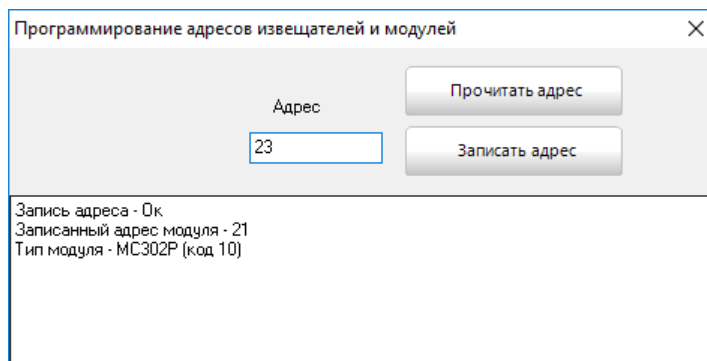 Программирование адресов извещателей и модулей
Прочитать адрес
Адрес
23
Записать адрес
Запись адреса - Ок
Записанный адрес модуля - 21
Тип модуля - МС302Р (код 10)